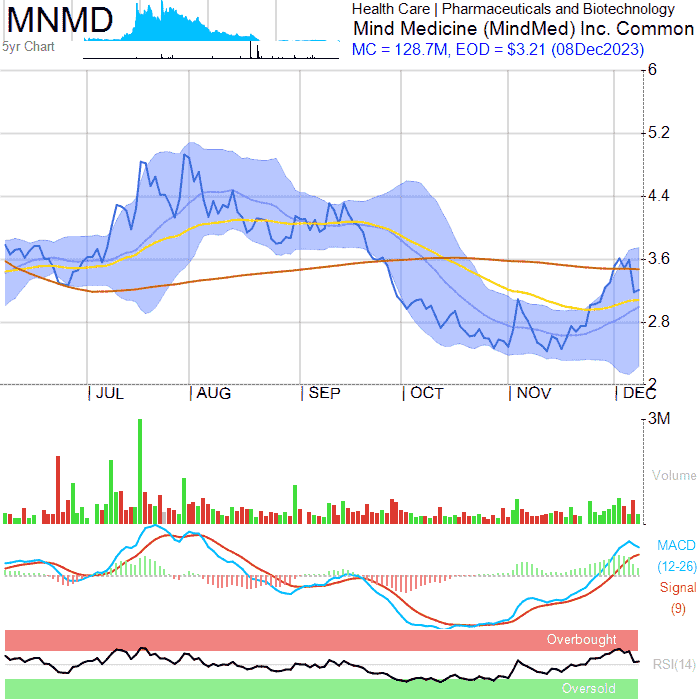 MNMD
5yr Chart
Health Care | Pharmaceuticals and Biotechnology
Mind Medicine (MindMed) Inc. Common
MC = 128.7M, EOD = $3.21 (08Dec2023)
6
5.2
4.4
3.6
2.8
2
JUL AUG SEP OCT NOV DEC
3M
Volume
MACD
(12-26)
Signal
(9)
Overbought
RSI(14)
Oversold